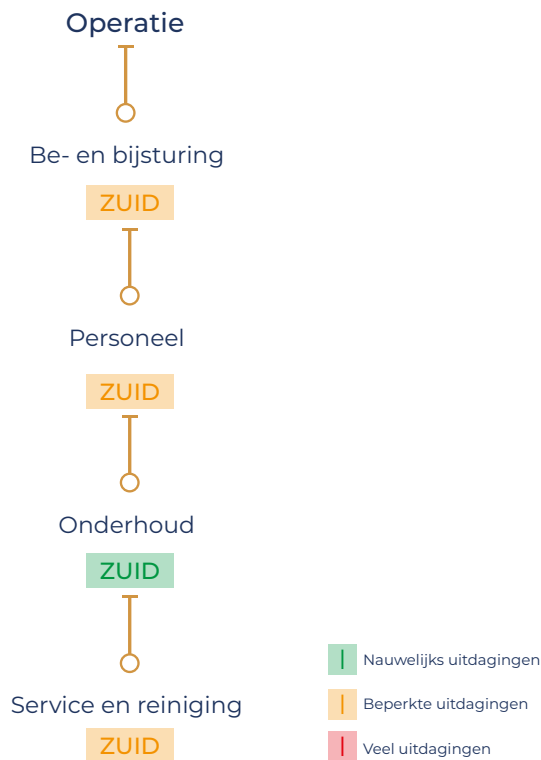 Operatie
Be- en bijsturing
ZUID
Personeel
ZUID
Onderhoud
ZUID
Service en reiniging
ZUID
Nauwelijks uitdagingen
Beperkte uitdagingen
Veel uitdagingen